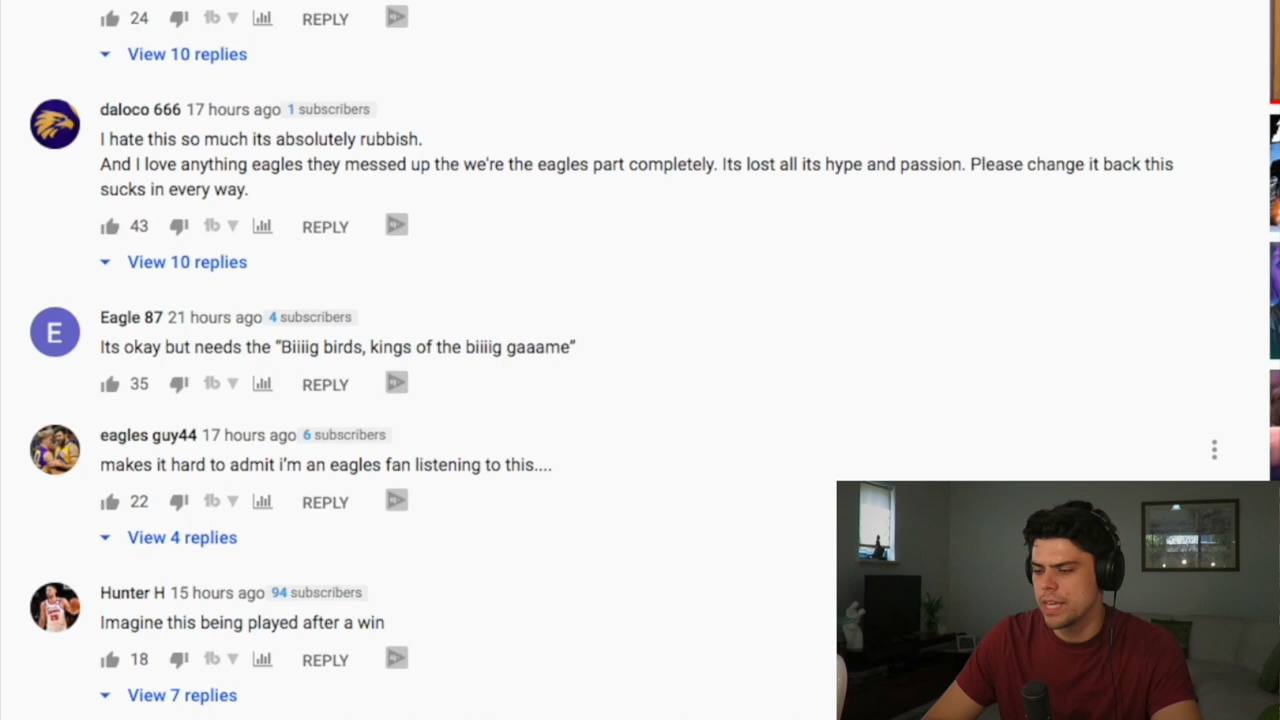 24 REPLY
View 10 replies
daloco 666 17 hours ago 1 subscribers
I hate this so much its absolutely rubbish.
And I love anything eagles they messed up the we're the eagles part completely. Its lost all its hype and passion. Please change it back this
sucks in every way.
43 REPLY
View 10 replies
E
Eagle 87 21 hours ago 4 subscribers
Its okay but needs the “Biiiig birds, kings of the biiiig gaaame”
35 REPLY
eagles guy44 17 hours ago 6 subscribers
makes it hard to admit i’m an eagles fan listening to this....
22 REPLY
View 4 replies
Hunter H 15 hours ago 94 subscribers
Imagine this being played after a win
18 REPLY
View 7 replies